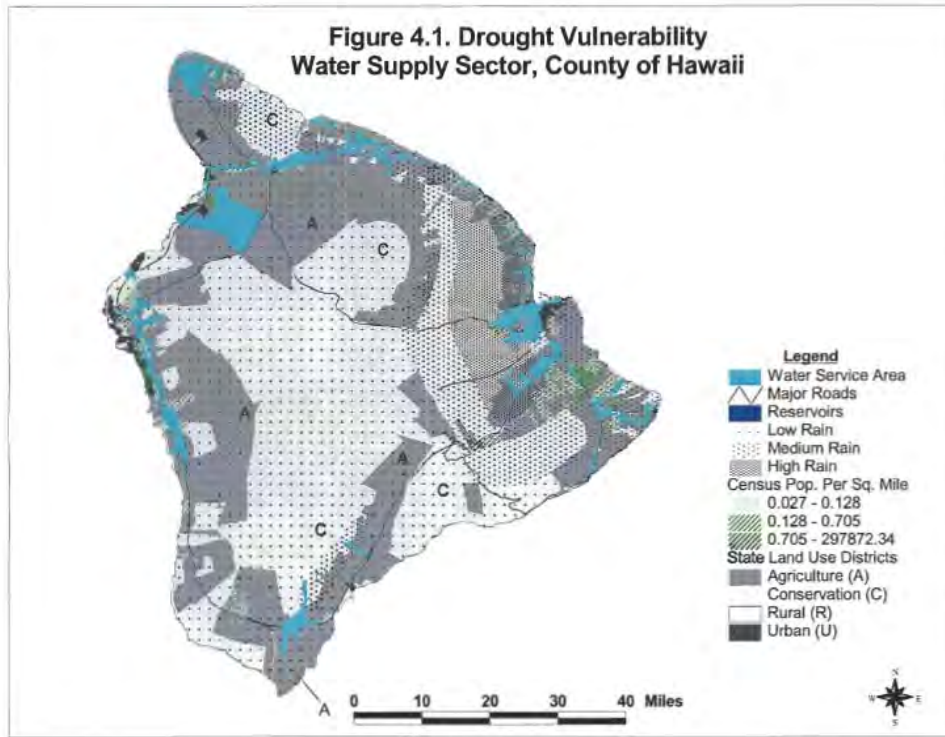 Figure 4.1. Drought Vulnerability
Water Supply Sector, County of Hawaii
C
A
C
A
A
C
C
A
Legend
Water Service Area
Major Roads
Reservoirs
Low Rain
Medium Rain
High Rain
Census Pop. Per Sq. Mile
0.027 - 0.128
0.128 - 0.705
0.705 - 297872.34
State Land Use Districts
Agriculture (A)
Conservation (C)
Rural (R)
Urban (U)
0 10 20 30 40 Miles
N
W E
S